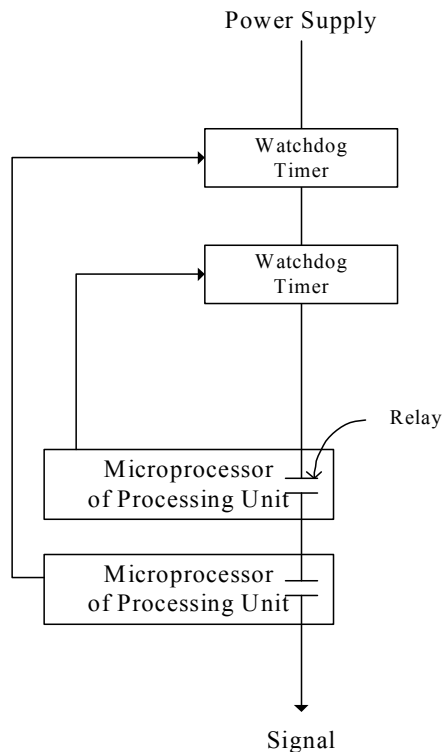 Power Supply
Watchdog
Timer
Watchdog
Timer
Relay
Microprocessor
of Processing Unit
Microprocessor
of Processing Unit
Signal